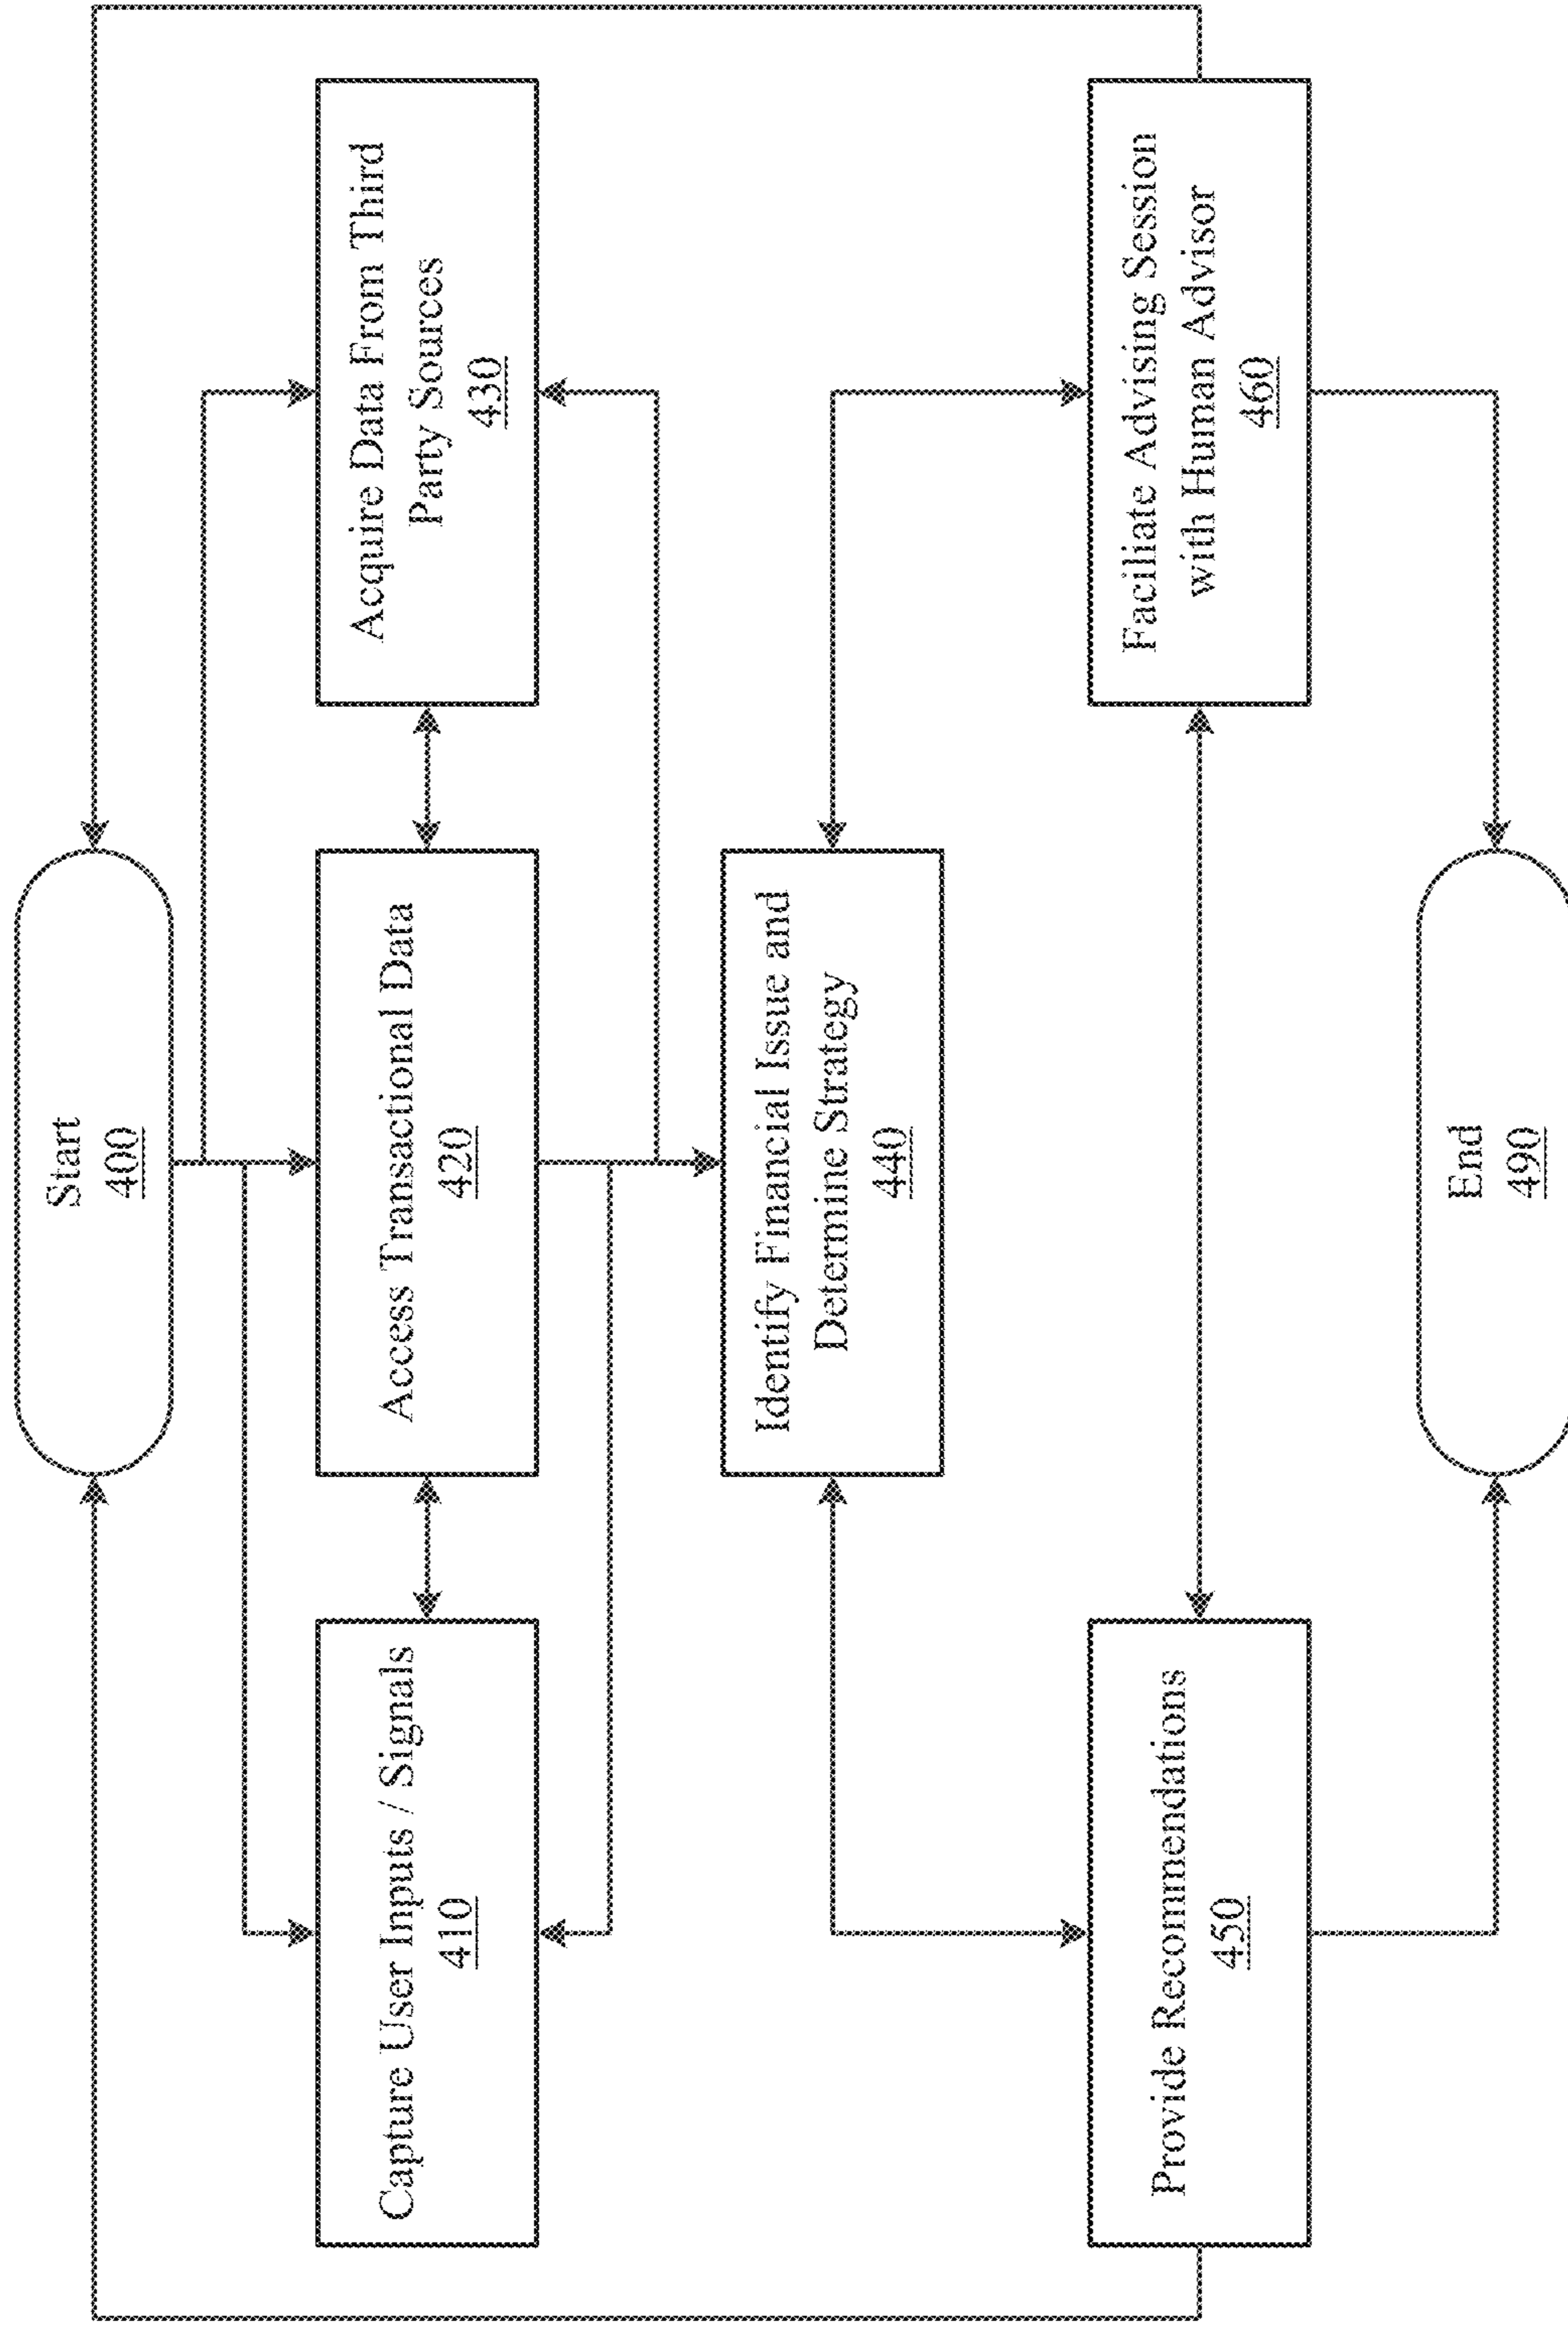 Start
400
Capture User Inputs / Signals
410
Access Transactional Data
420
Acquire Data From Third
Party Sources
430
Identify Financial Issue and
Determine Strategy
440
Provide Recommendations
450
Faciliate Advising Session
with Human Advisor
460
End
490